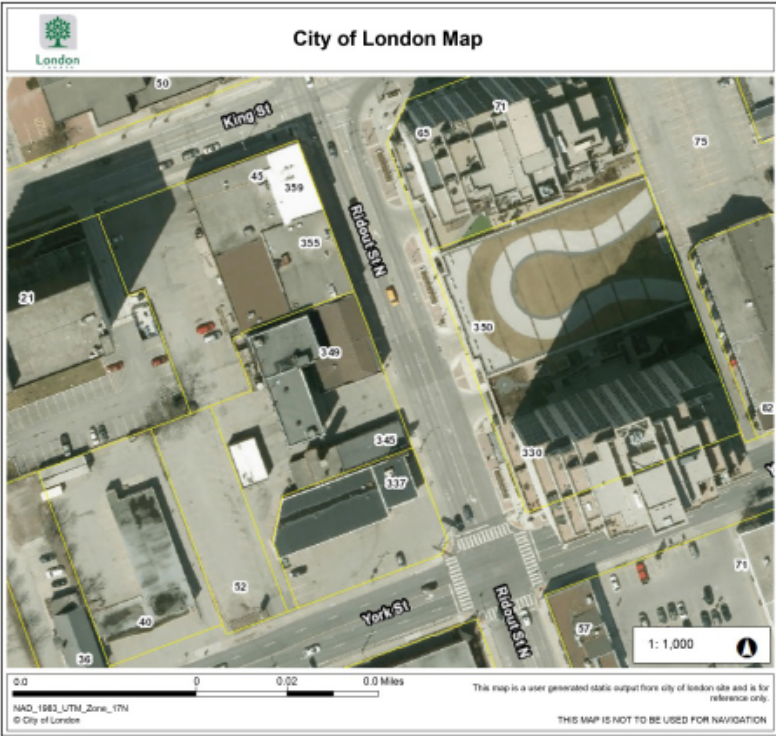 City of London Map
London
CANADA
50
King St
71
65
75
45
359
Ridout St N
355
21
350
349
82
345
330
337
Y
52
71
York St
Ridout St N
40
57
36
1: 1,000
0.0
0
0.02
0.0 Miles
This map is a user generated static output from city of london site and is for
reference only.
NAD_1983_UTM_Zone_17N
© City of London
THIS MAP IS NOT TO BE USED FOR NAVIGATION